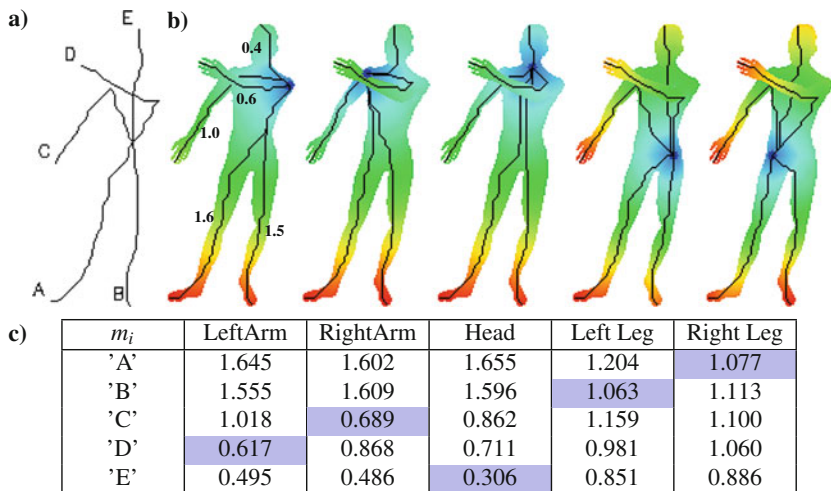 a)
E
D
C
A
B
b)
0.4
0.6
1.0
1.6
1.5
c)
m_i LeftArm RightArm Head Left Leg Right Leg
'A' 1.645 1.602 1.655 1.204 1.077
'B' 1.555 1.609 1.596 1.063 1.113
'C' 1.018 0.689 0.862 1.159 1.100
'D' 0.617 0.868 0.711 0.981 1.060
'E' 0.495 0.486 0.306 0.851 0.886